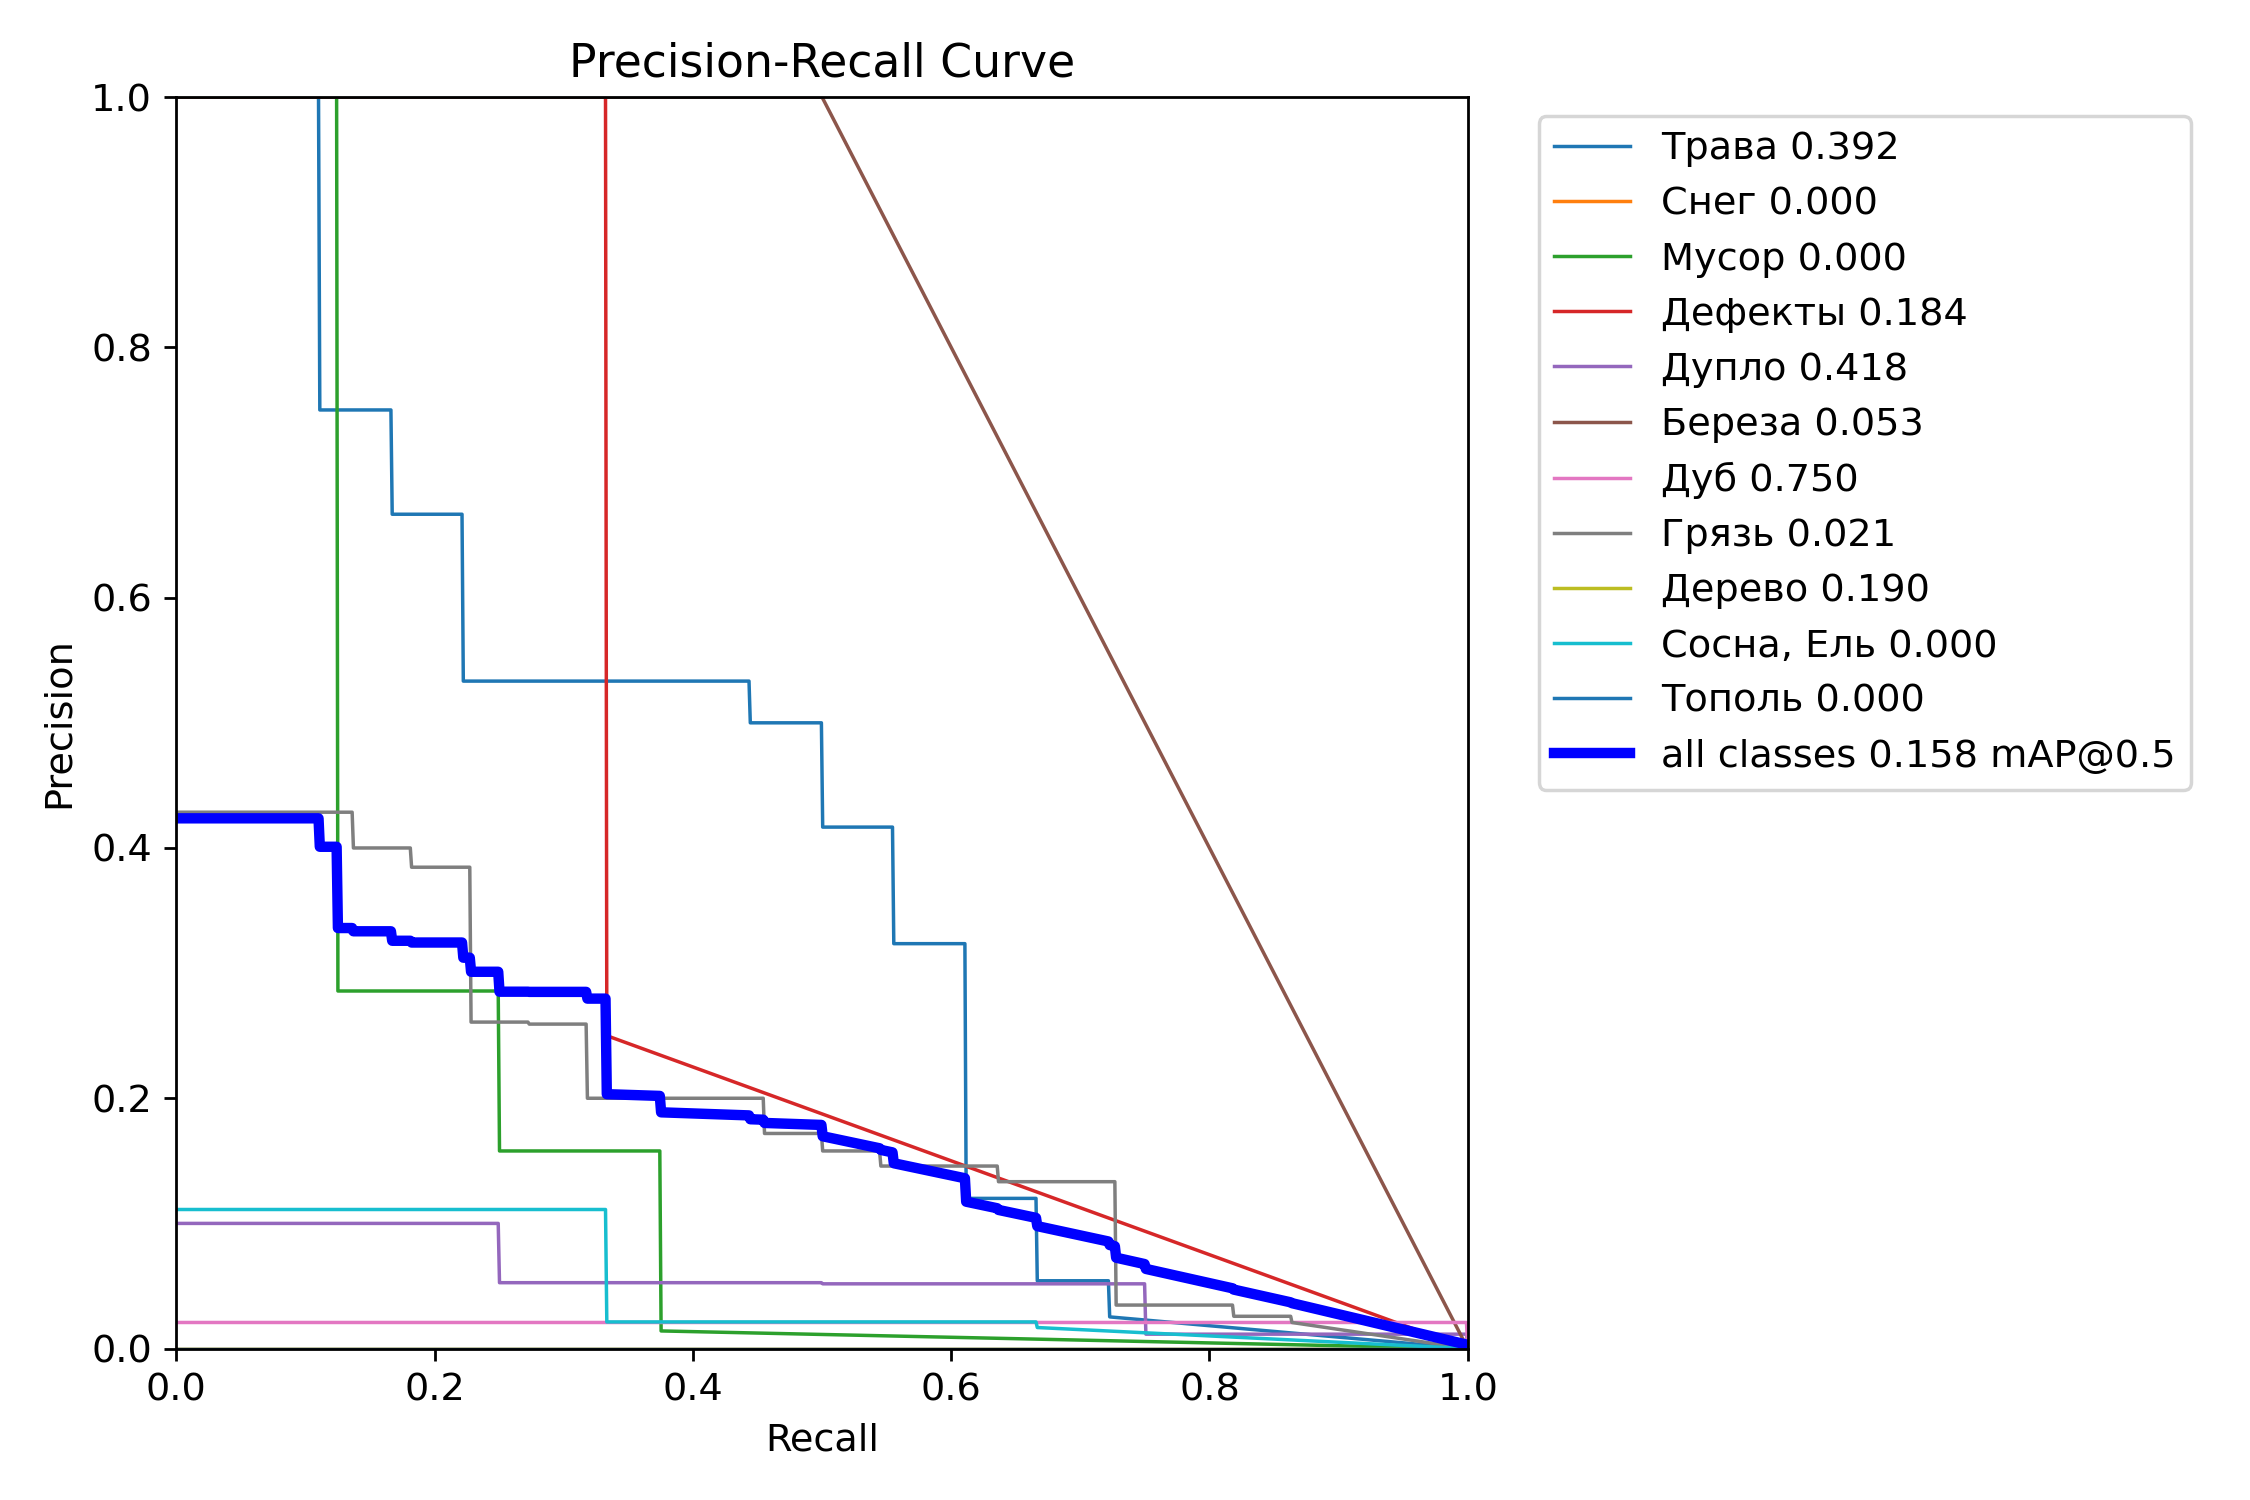 Precision-Recall Curve
1.0
0.8
0.6
0.4
0.2
0.0
Precision
0.0 0.2 0.4 0.6 0.8 1.0
Recall
Трава 0.392
Снег 0.000
Мусор 0.000
Дефекты 0.184
Дупло 0.418
Береза 0.053
Дуб 0.750
Грязь 0.021
Дерево 0.190
Сосна, Ель 0.000
Тополь 0.000
all classes 0.158 mAP@0.5